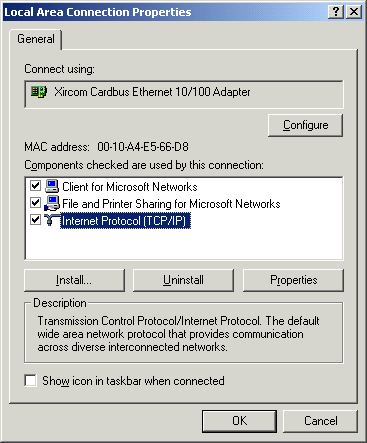 Local Area Connection Properties
General
Connect using:
Xircom Cardbus Ethernet 10/100 Adapter
Configure
MAC address: 00-10-A4-E5-66-D8
Components checked are used by this connection:
Client for Microsoft Networks
File and Printer Sharing for Microsoft Networks
Internet Protocol (TCP/IP)
Install... Uninstall Properties
Description
Transmission Control Protocol/Internet Protocol. The default
wide area network protocol that provides communication
across diverse interconnected networks.
Show icon in taskbar when connected
OK Cancel